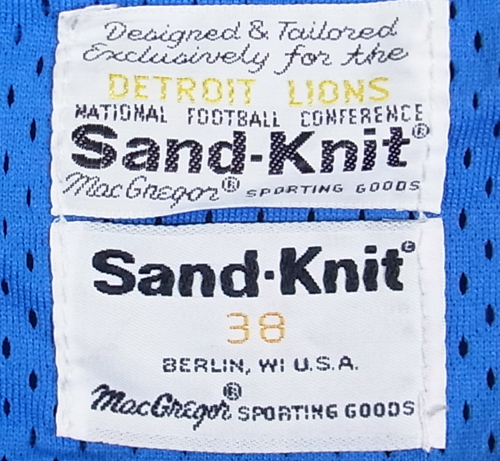 Designed & Tailored
Exclusively for the
DETROIT LIONS
NATIONAL FOOTBALL CONFERENCE
Sand-Knit®
MacGregor® SPORTING GOODS
Sand-Knit®
38
BERLIN, WI U.S.A.
MacGregor® SPORTING GOODS